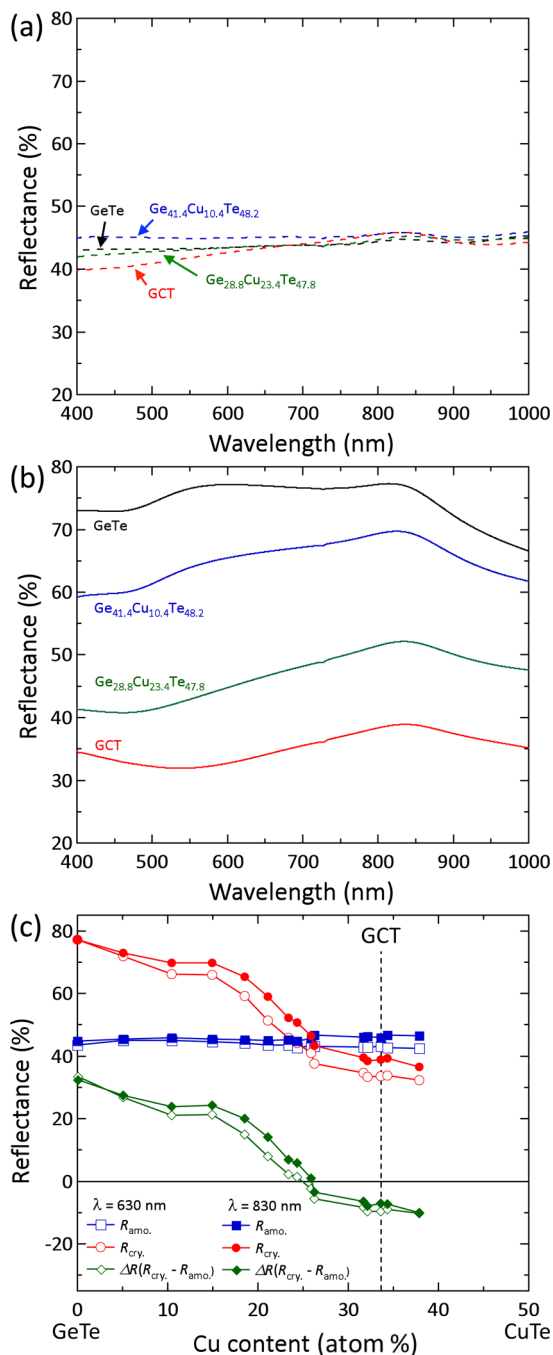 (a)
80
70
60
50
40
30
20
Reflectance (%)
GeTe
Ge41.4Cu10.4Te48.2
Ge28.8Cu23.4Te47.8
GCT
400 500 600 700 800 900 1000
Wavelength (nm)
(b)
80
70
60
50
40
30
20
Reflectance (%)
GeTe
Ge41.4Cu10.4Te48.2
Ge28.8Cu23.4Te47.8
GCT
400 500 600 700 800 900 1000
Wavelength (nm)
(c)
80
60
40
20
0
-20
Reflectance (%)
GCT
λ = 630 nm λ = 830 nm
Ramo. Ramo.
Rcry. Rcry.
ΔR(Rcry. - Ramo.) ΔR(Rcry. - Ramo.)
0 10 20 30 40 50
GeTe Cu content (atom %) CuTe